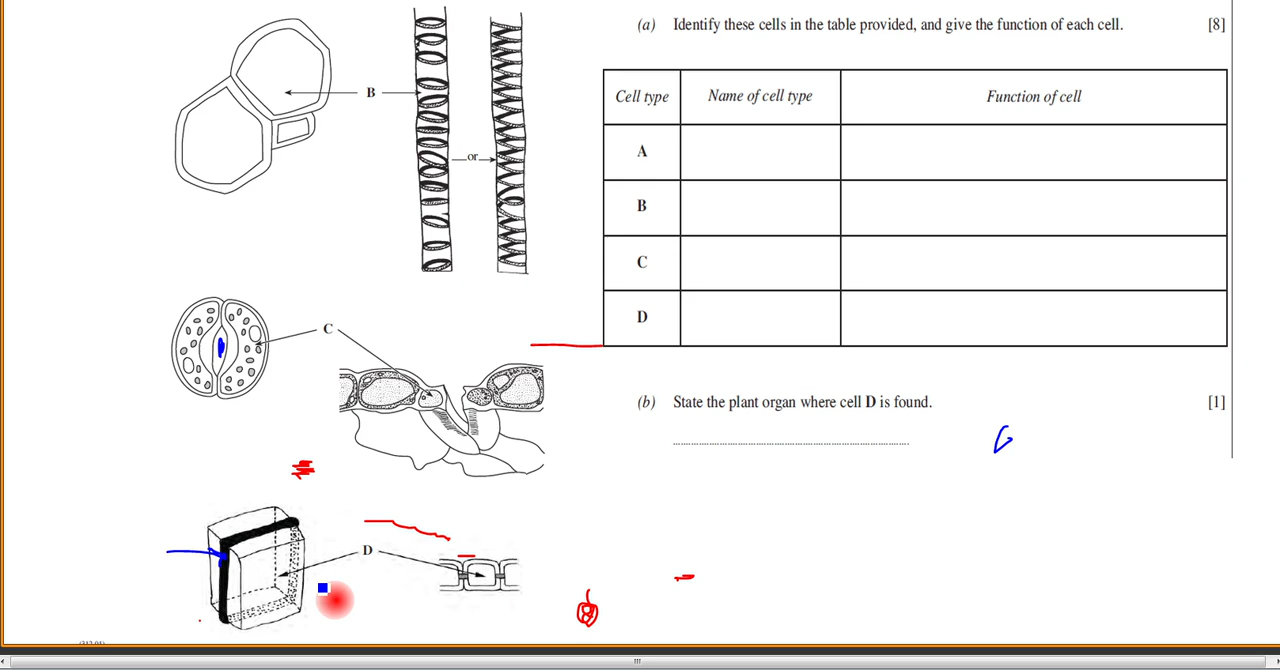 (a) Identify these cells in the table provided, and give the function of each cell. [8]
Cell type Name of cell type Function of cell
A
B
C
D
B
or
C
(b) State the plant organ where cell D is found. [1]
D
8